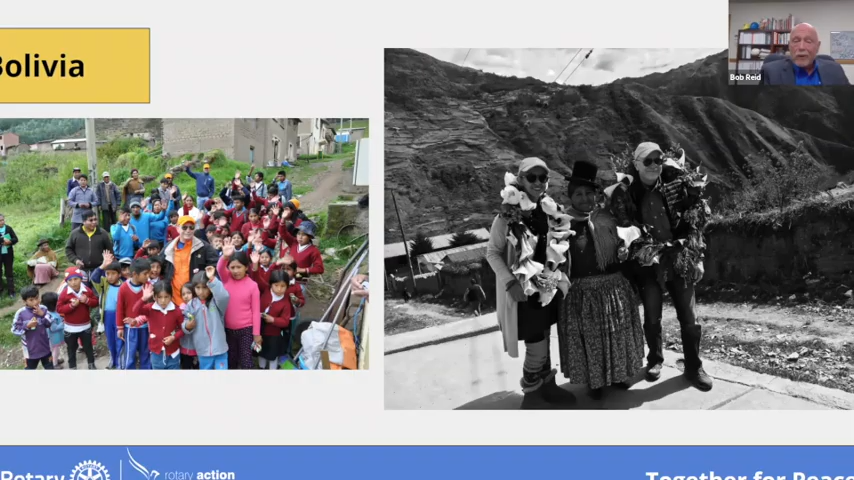 Bolivia
Bob Reid
Rotary
rotary action
Together for Peace